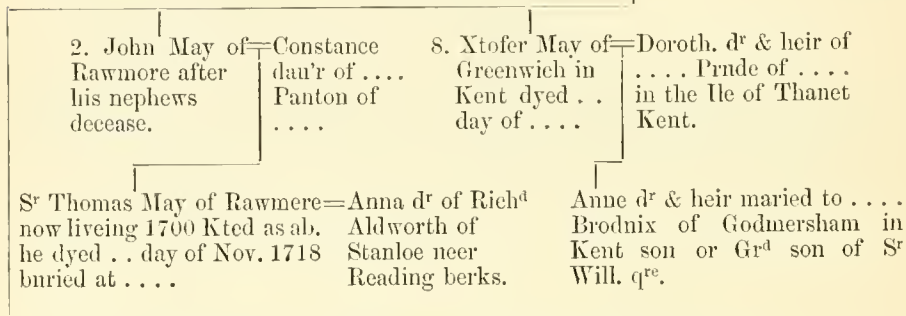 2. John May of
Rawmore after
his nephews
decease.
Constance
dau'r of ....
Panton of
....
8. Xtofer May of
Greenwich in
Kent dyed . .
day of ....
Doroth. dʳ & heir of
.... Prude of ....
in the Ile of Thanet
Kent.
Sʳ Thomas May of Rawmere
now liveing 1700 Kted as ab.
he dyed . . day of Nov. 1718
buried at ....
Anna dʳ of Richᵈ
Aldworth of
Stanloe neer
Reading berks.
Anne dʳ & heir maried to ....
Brodnix of Godmersham in
Kent son or Grᵈ son of Sʳ
Will. qʳᵉ.